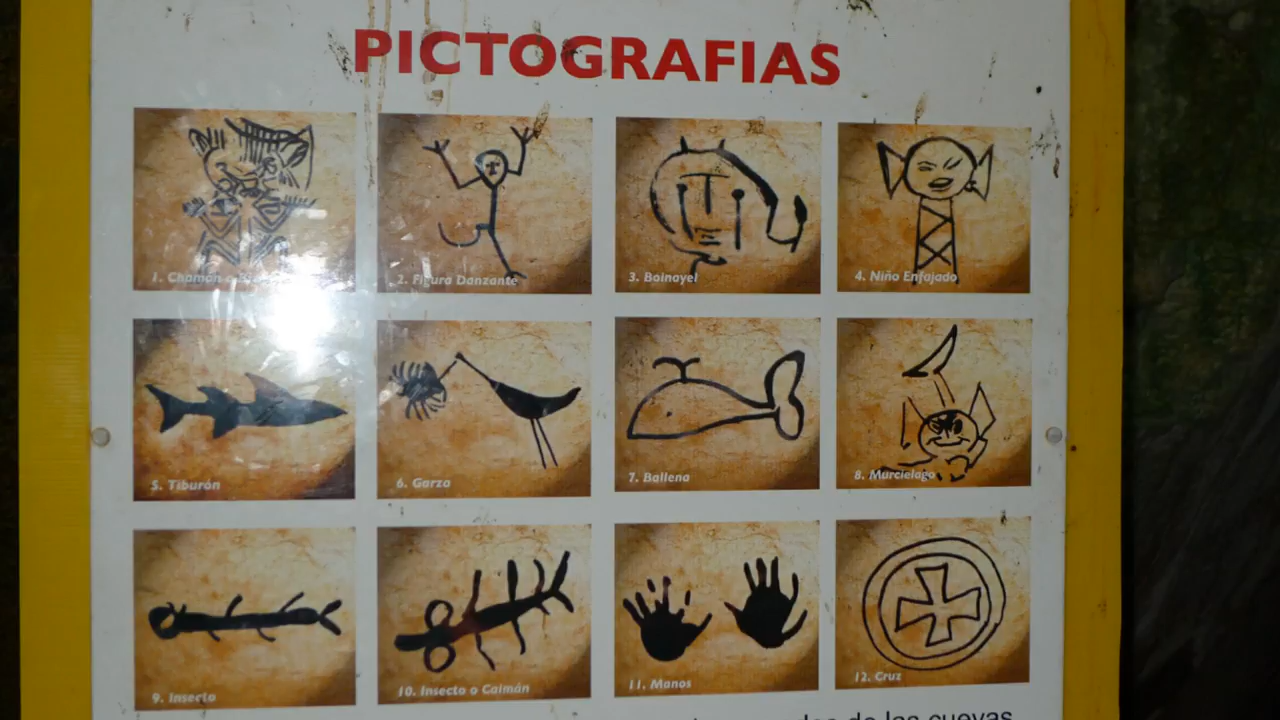 PICTOGRAFIAS
1. Chamán o
2. Figura Danzante
3. Boinayel
4. Niño Enfajado
5. Tiburón
6. Garza
7. Ballena
8. Murcielago
9. Insecto
10. Insecto o Caimán
11. Manos
12. Cruz
de las cuevas